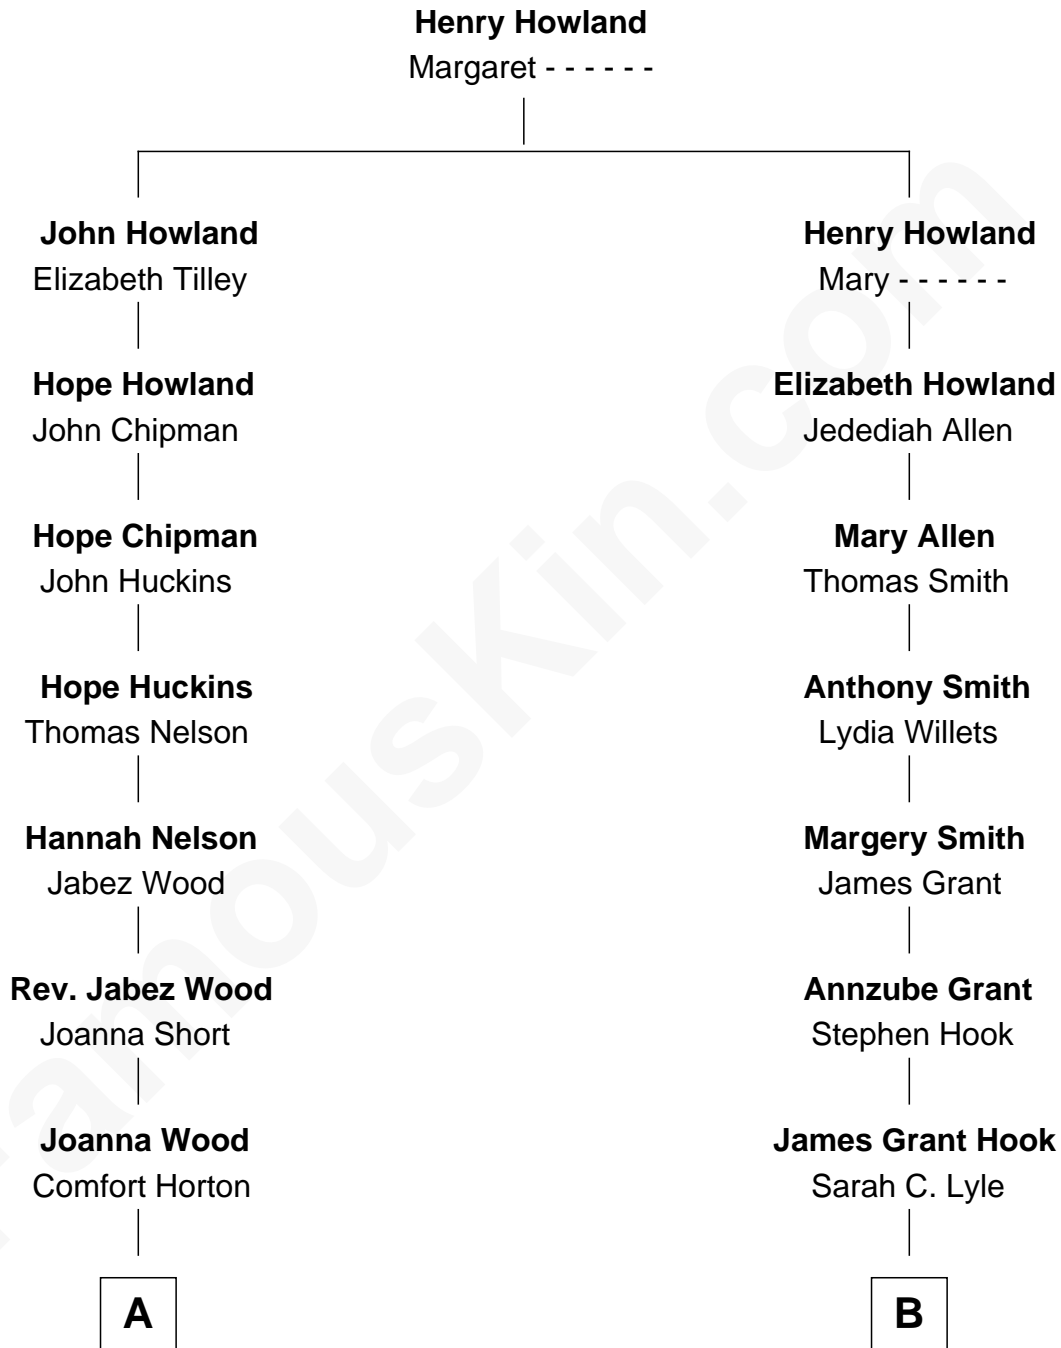 Henry Howland
Margaret - - - - - -
John Howland
Elizabeth Tilley
Henry Howland
Mary - - - - - -
Hope Howland
John Chipman
Elizabeth Howland
Jedediah Allen
Hope Chipman
John Huckins
Mary Allen
Thomas Smith
Hope Huckins
Thomas Nelson
Anthony Smith
Lydia Willets
Hannah Nelson
Jabez Wood
Margery Smith
James Grant
Rev. Jabez Wood
Joanna Short
Annzube Grant
Stephen Hook
Joanna Wood
Comfort Horton
James Grant Hook
Sarah C. Lyle
A
B
FamousKin.com